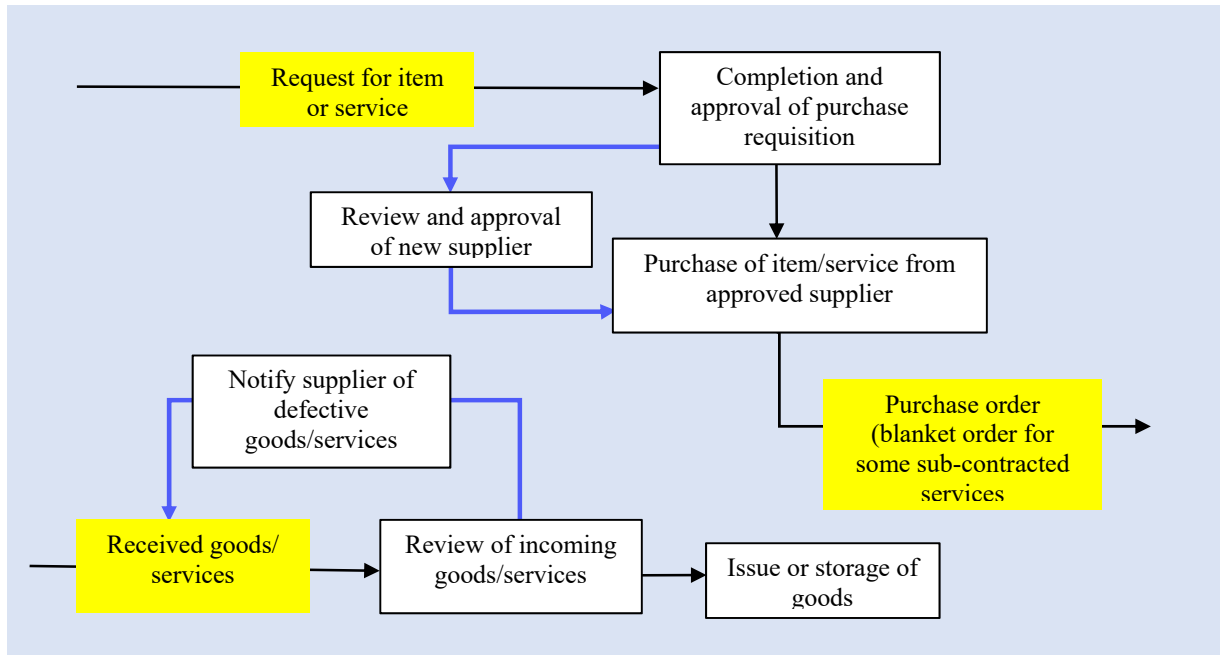 Request for item
or service
Completion and
approval of purchase
requisition
Review and approval
of new supplier
Purchase of item/service from
approved supplier
Notify supplier of
defective
goods/services
Purchase order
(blanket order for
some sub-contracted
services
Received goods/
services
Review of incoming
goods/services
Issue or storage of
goods